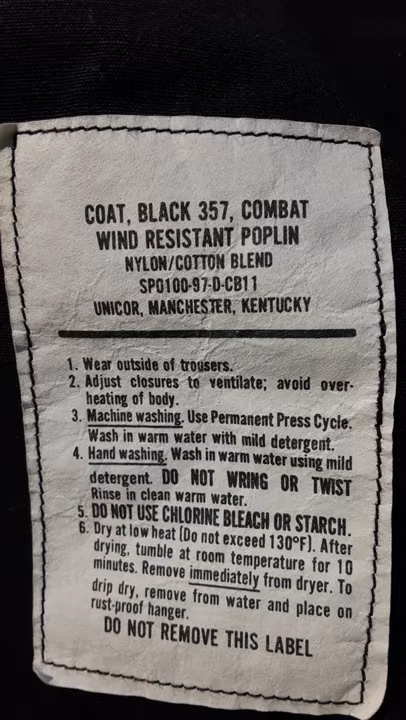 COAT, BLACK 357, COMBAT
WIND RESISTANT POPLIN
NYLON/COTTON BLEND
SPO100-97-D-CB11
UNICOR, MANCHESTER, KENTUCKY
1. Wear outside of trousers.
2. Adjust closures to ventilate; avoid over-
heating of body.
3. Machine washing. Use Permanent Press Cycle.
Wash in warm water with mild detergent.
4. Hand washing. Wash in warm water using mild
detergent. DO NOT WRING OR TWIST
Rinse in clean warm water.
5. DO NOT USE CHLORINE BLEACH OR STARCH.
6. Dry at low heat (Do not exceed 130°F). After
drying, tumble at room temperature for 10
minutes. Remove immediately from dryer. To
drip dry, remove from water and place on
rust-proof hanger.
DO NOT REMOVE THIS LABEL